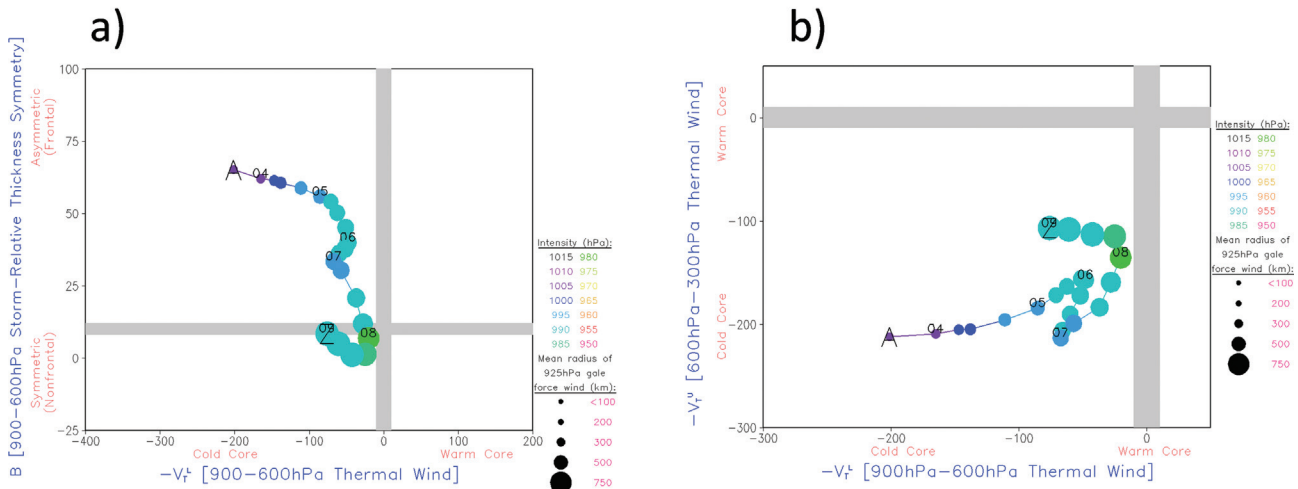 a)
B [900-600hPa Storm-Relative Thickness Symmetry]
Asymmetric
(Frontal)
Symmetric
(Nonfrontal)
100
75
50
25
0
-25
A
04
05
06
07
08
09
Z
-400
-300
-200
-100
0
100
200
Cold Core
Warm Core
-V_T^L [900-600hPa Thermal Wind]
Intensity (hPa):
1015 980
1010 975
1005 970
1000 965
995 960
990 955
985 950
Mean radius of
925hPa gale
force wind (km):
<100
200
300
500
750
b)
-V_T^U [600hPa-300hPa Thermal Wind]
Warm Core
Cold Core
0
-100
-200
-300
A
04
05
06
07
08
09
Z
-300
-200
-100
0
Cold Core
Warm Core
-V_T^L [900hPa-600hPa Thermal Wind]
Intensity (hPa):
1015 980
1010 975
1005 970
1000 965
995 960
990 955
985 950
Mean radius of
925hPa gale
force wind (km):
<100
200
300
500
750